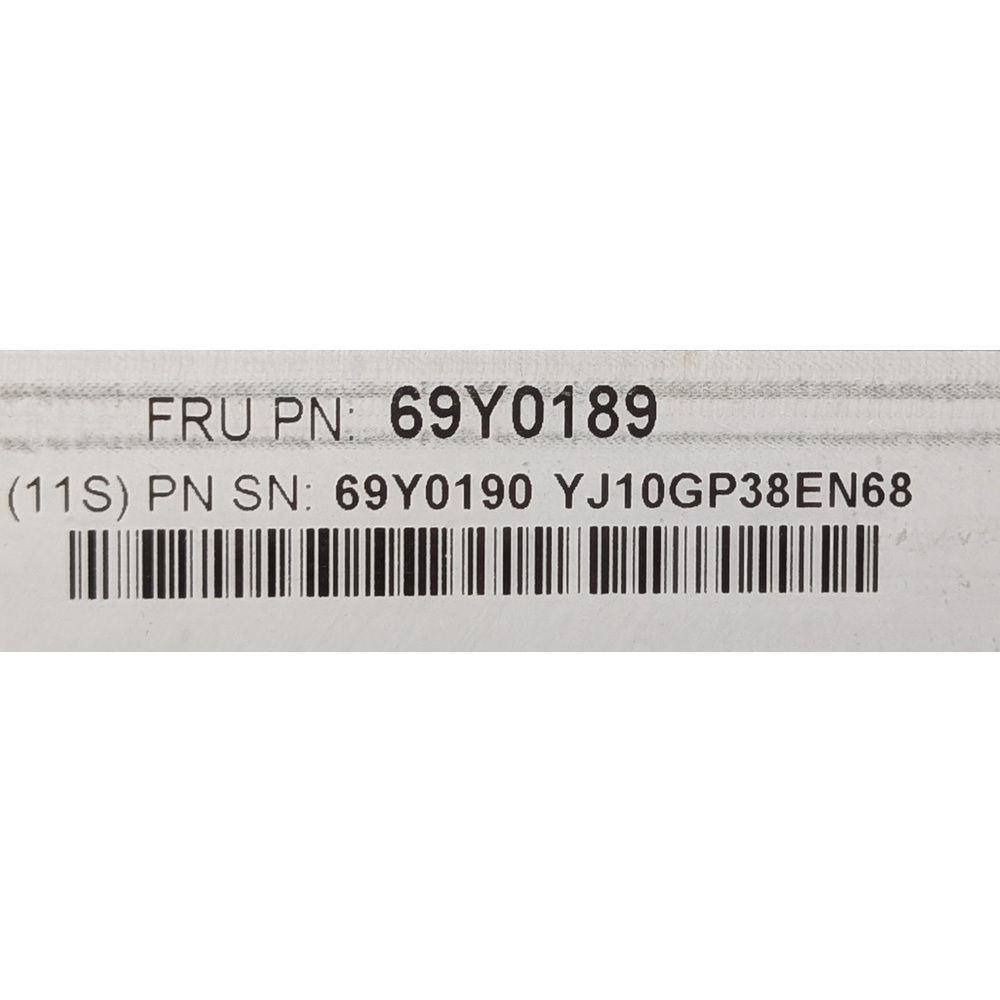 FRU PN: 69Y0189
(11S) PN SN: 69Y0190 YJ10GP38EN68